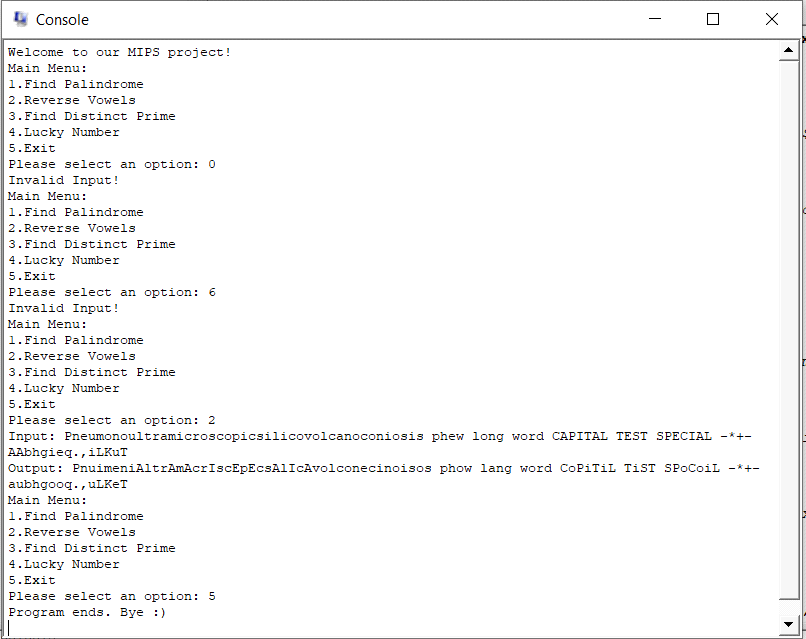 Console
Welcome to our MIPS project!
Main Menu:
1.Find Palindrome
2.Reverse Vowels
3.Find Distinct Prime
4.Lucky Number
5.Exit
Please select an option: 0
Invalid Input!
Main Menu:
1.Find Palindrome
2.Reverse Vowels
3.Find Distinct Prime
4.Lucky Number
5.Exit
Please select an option: 6
Invalid Input!
Main Menu:
1.Find Palindrome
2.Reverse Vowels
3.Find Distinct Prime
4.Lucky Number
5.Exit
Please select an option: 2
Input: Pneumonoultramicroscopicsilicovolcanoconiosis phew long word CAPITAL TEST SPECIAL -*+-
AAbhgieq.,iLKuT
Output: PnuimeniAltrAmAcrIscEpEcsAlIcAvolconecinoisos phow lang word CoPiTiL TiST SPoCoiL -*+-
aubhgooq.,uLKeT
Main Menu:
1.Find Palindrome
2.Reverse Vowels
3.Find Distinct Prime
4.Lucky Number
5.Exit
Please select an option: 5
Program ends. Bye :)